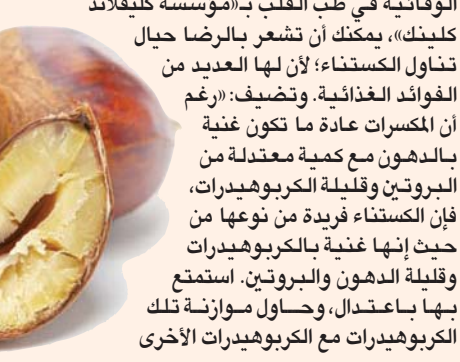 الوقائية في طب القلب بـ«مؤسسة كليفلاند
كلينك»، يمكنك أن تشعر بالرضا حيال
تناول الكستناء؛ لأن لها العديد من
الفوائد الغذائية. وتضيف: «رغم
أن المكسرات عادة ما تكون غنية
بالدهون مع كمية معتدلة من
البروتين وقليلة الكربوهيدرات،
فإن الكستناء فريدة من نوعها من
حيث إنها غنية بالكربوهيدرات
وقليلة الدهون والبروتين. استمتع
بها باعتدال، وحاول موازنة تلك
الكربوهيدرات مع الكربوهيدرات الأخرى